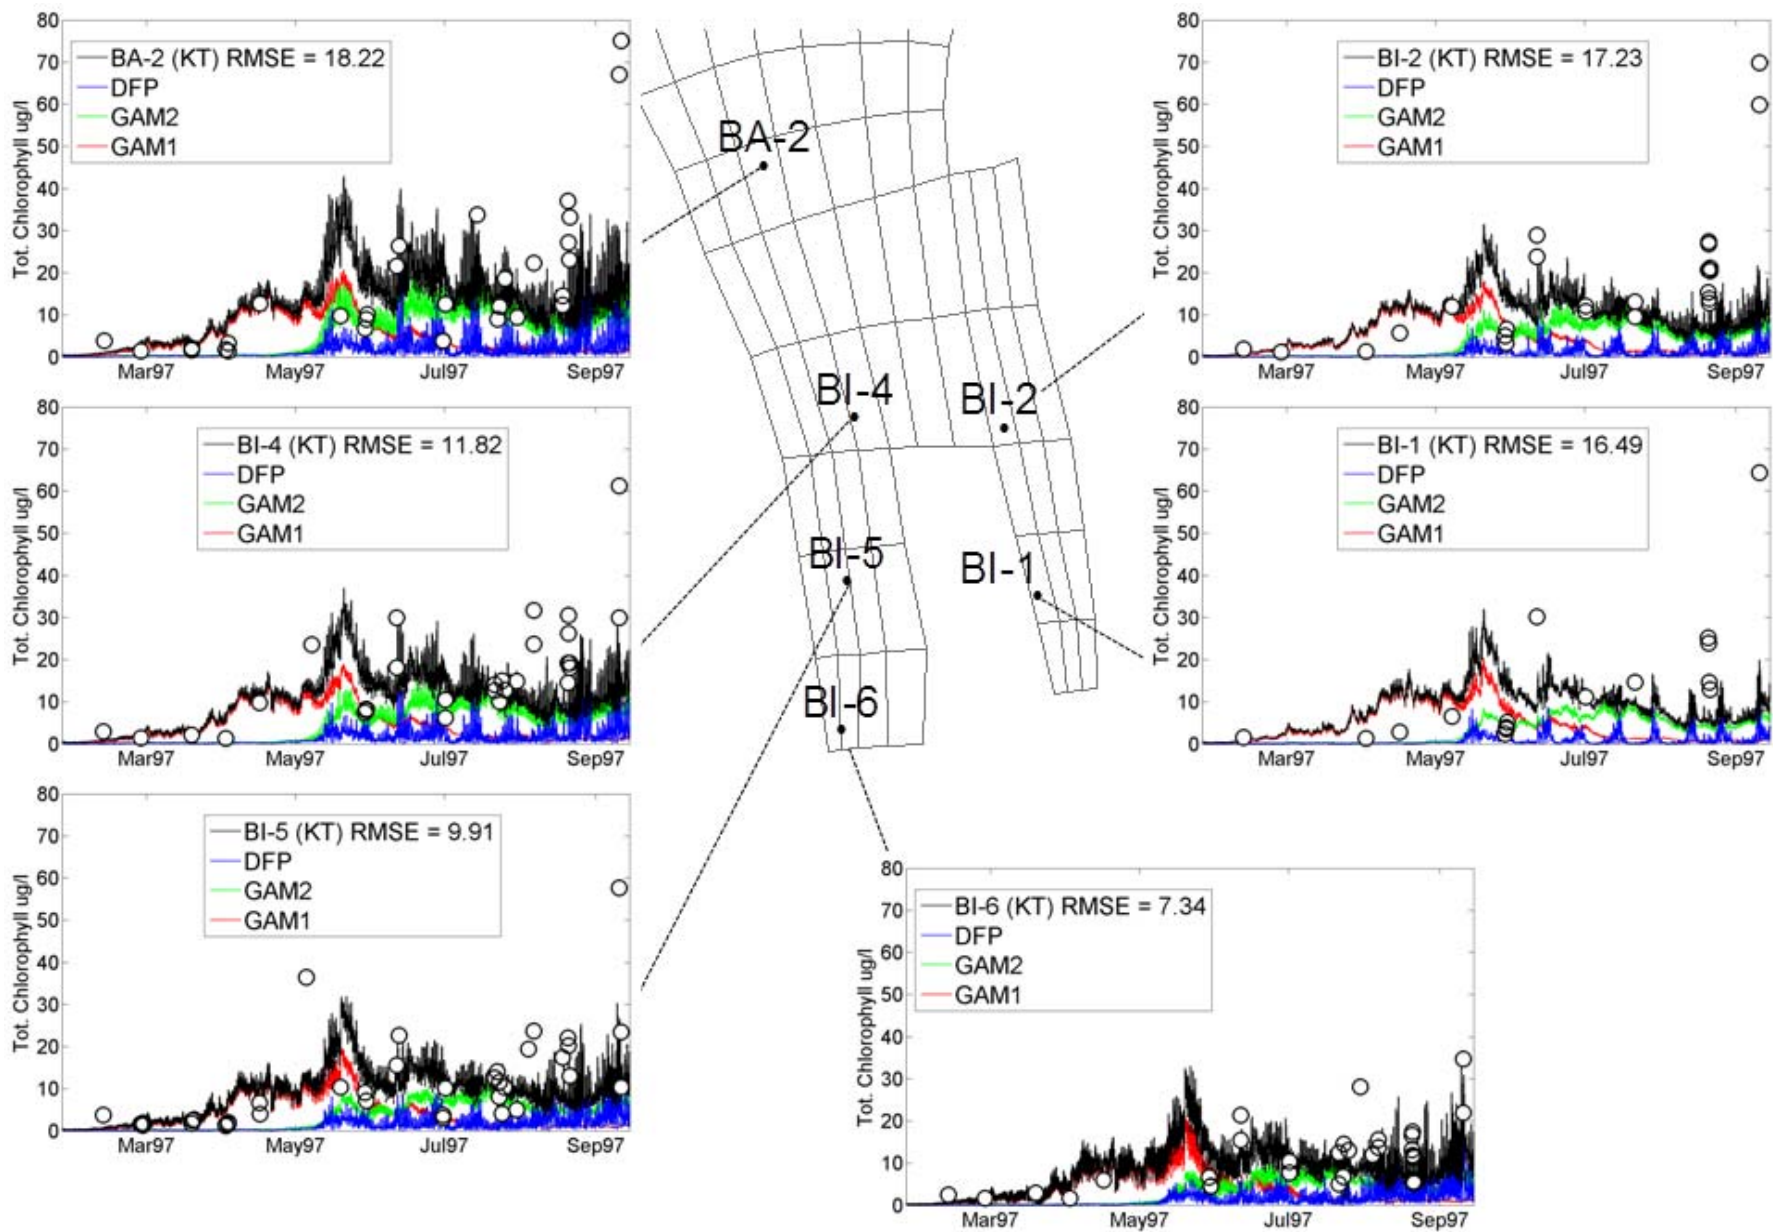 80
70
60
50
40
30
20
10
0
Tot. Chlorophyll ug/l
BA-2 (KT) RMSE = 18.22
DFP
GAM2
GAM1
Mar97 May97 Jul97 Sep97
80
70
60
50
40
30
20
10
0
Tot. Chlorophyll ug/l
BI-4 (KT) RMSE = 11.82
DFP
GAM2
GAM1
Mar97 May97 Jul97 Sep97
80
70
60
50
40
30
20
10
0
Tot. Chlorophyll ug/l
BI-5 (KT) RMSE = 9.91
DFP
GAM2
GAM1
Mar97 May97 Jul97 Sep97
BA-2
BI-4
BI-2
BI-5
BI-1
BI-6
80
70
60
50
40
30
20
10
0
Tot. Chlorophyll ug/l
BI-2 (KT) RMSE = 17.23
DFP
GAM2
GAM1
Mar97 May97 Jul97 Sep97
80
70
60
50
40
30
20
10
0
Tot. Chlorophyll ug/l
BI-1 (KT) RMSE = 16.49
DFP
GAM2
GAM1
Mar97 May97 Jul97 Sep97
80
70
60
50
40
30
20
10
0
Tot. Chlorophyll ug/l
BI-6 (KT) RMSE = 7.34
DFP
GAM2
GAM1
Mar97 May97 Jul97 Sep97